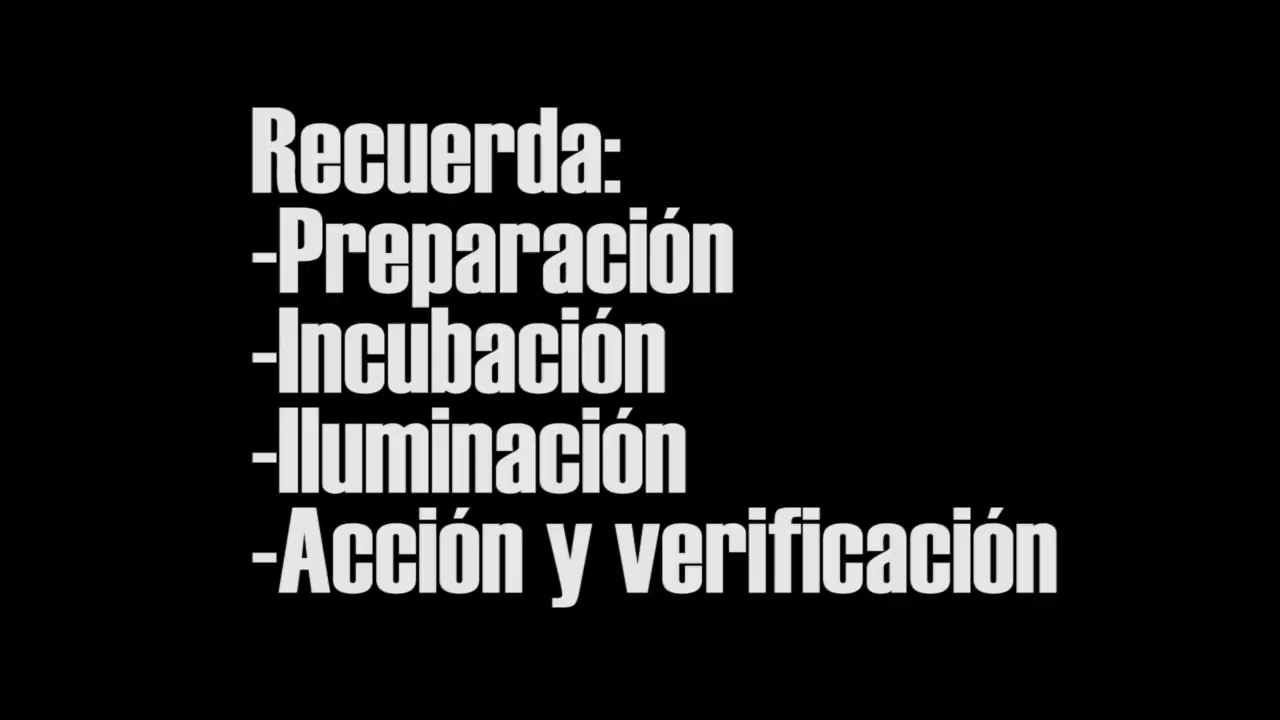 Recuerda:
-Preparación
-Incubación
-Iluminación
-Acción y verificación